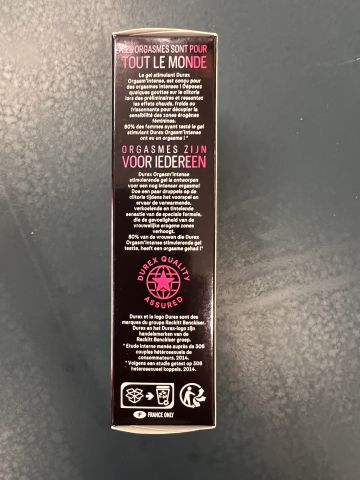 LES ORGASMES SONT POUR
TOUT LE MONDE
Le gel stimulant Durex
Orgasm'intense, est conçu pour
des orgasmes intenses ! Déposez
quelques gouttes sur le clitoris
lors des préliminaires et ressentez
les effets chauds, froids ou
frissonnants pour décupler la
sensibilité des zones érogènes
féminines.
80% des femmes ayant testé le gel
stimulant Durex Orgasm'intense
ont eu un orgasme !*
ORGASMES ZIJN
VOOR IEDEREEN
Durex Orgasm'Intense
stimulerende gel is ontworpen
voor een nog intenser orgasme!
Doe een paar druppels op de
clitoris tijdens het voorspel en
ervaar de verwarmende,
verkoelende en tintelende
sensatie van de speciale formule,
die de gevoeligheid van de
vrouwelijke erogene zones
verhoogt.
80% van de vrouwen die Durex
Orgasm'Intense stimulerende gel
testte, heeft een orgasme gehad !*
DUREX QUALITY
ASSURED
Durex et le logo Durex sont des
marques du groupe Reckitt Benckiser.
Durex en het Durex-logo zijn
handelsmerken van de
Reckitt Benckiser groep.
* Etude interne menée auprès de 306
couples hétérosexuels de
consommateurs, 2014.
* Volgens een studie getest op 306
heteroseksueel koppels, 2014.
FRANCE ONLY